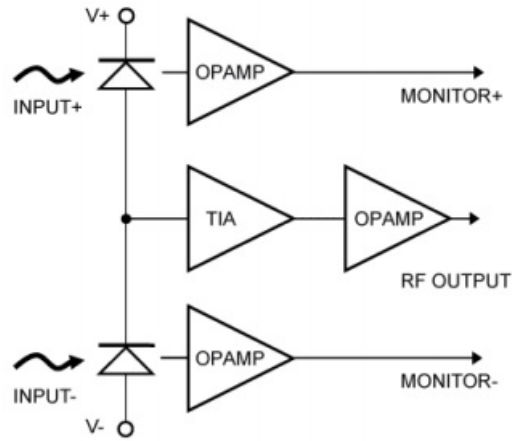 V+
OPAMP
INPUT+
MONITOR+
TIA
OPAMP
RF OUTPUT
OPAMP
INPUT-
MONITOR-
V-